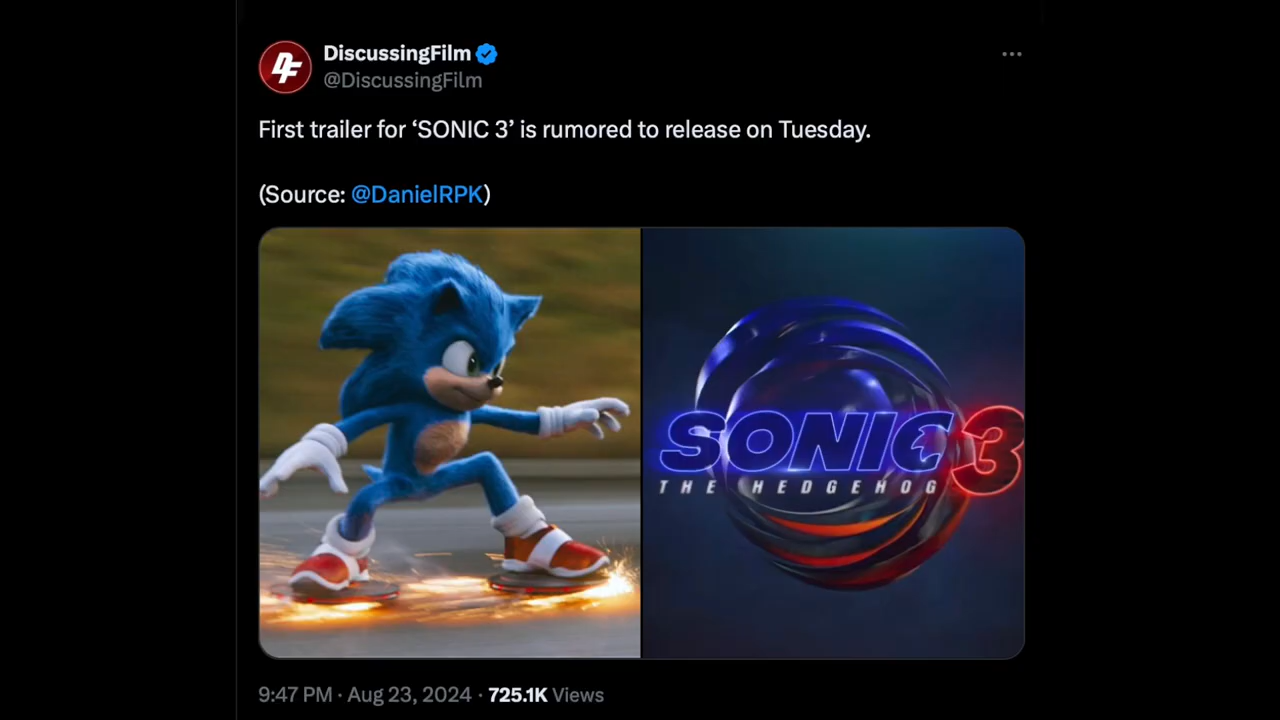 DiscussingFilm
@DiscussingFilm
First trailer for ‘SONIC 3’ is rumored to release on Tuesday.
(Source: @DanielRPK)
SONIC 3
THE HEDGEHOG
9:47 PM · Aug 23, 2024 · 725.1K Views